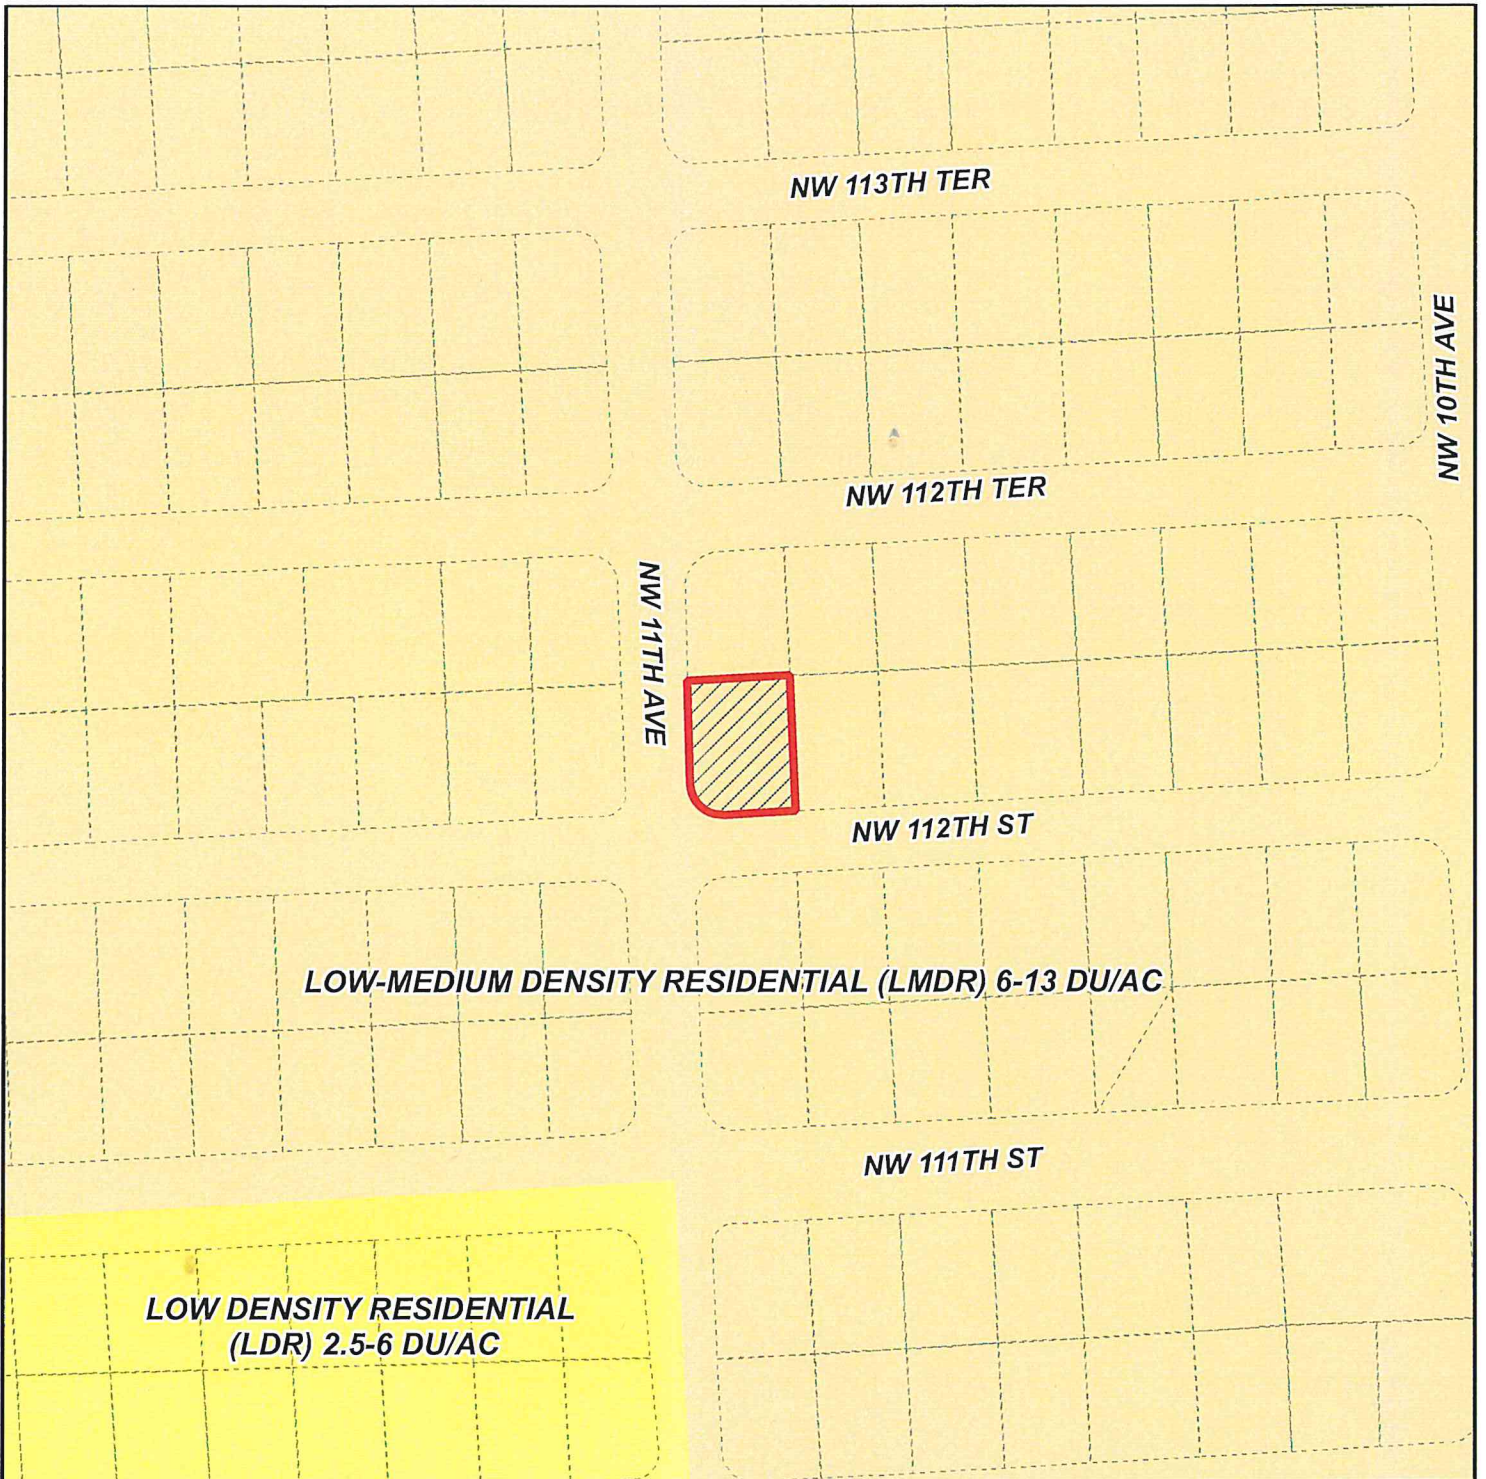 NW 113TH TER
NW 10TH AVE
NW 112TH TER
NW 11TH AVE
NW 112TH ST
LOW-MEDIUM DENSITY RESIDENTIAL (LMDR) 6-13 DU/AC
NW 111TH ST
LOW DENSITY RESIDENTIAL
(LDR) 2.5-6 DU/AC